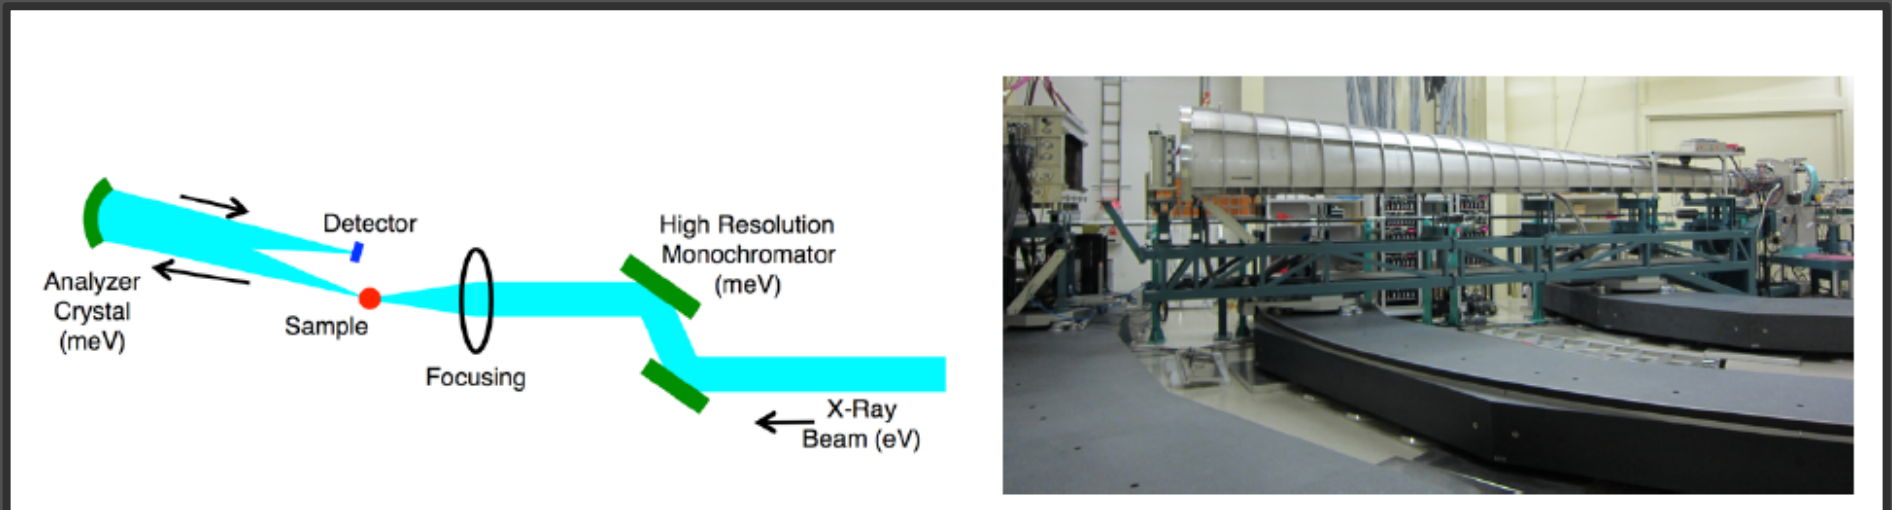 Detector
High Resolution
Monochromator
(meV)
Analyzer
Crystal
(meV)
Sample
Focusing
X-Ray
Beam (eV)